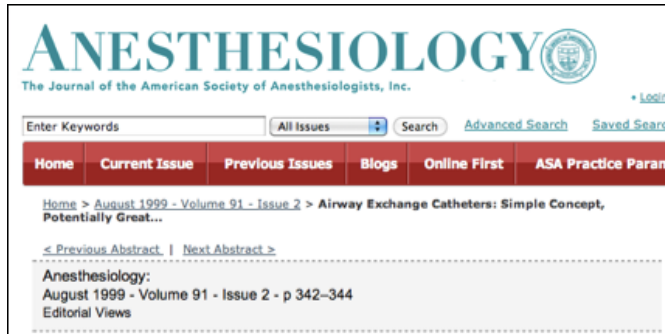 ANESTHESIOLOGY
The Journal of the American Society of Anesthesiologists, Inc.
• Login
Enter Keywords All Issues Search Advanced Search Saved Searc
Home Current Issue Previous Issues Blogs Online First ASA Practice Param
Home > August 1999 - Volume 91 - Issue 2 > Airway Exchange Catheters: Simple Concept,
Potentially Great...
< Previous Abstract | Next Abstract >
Anesthesiology:
August 1999 - Volume 91 - Issue 2 - p 342–344
Editorial Views